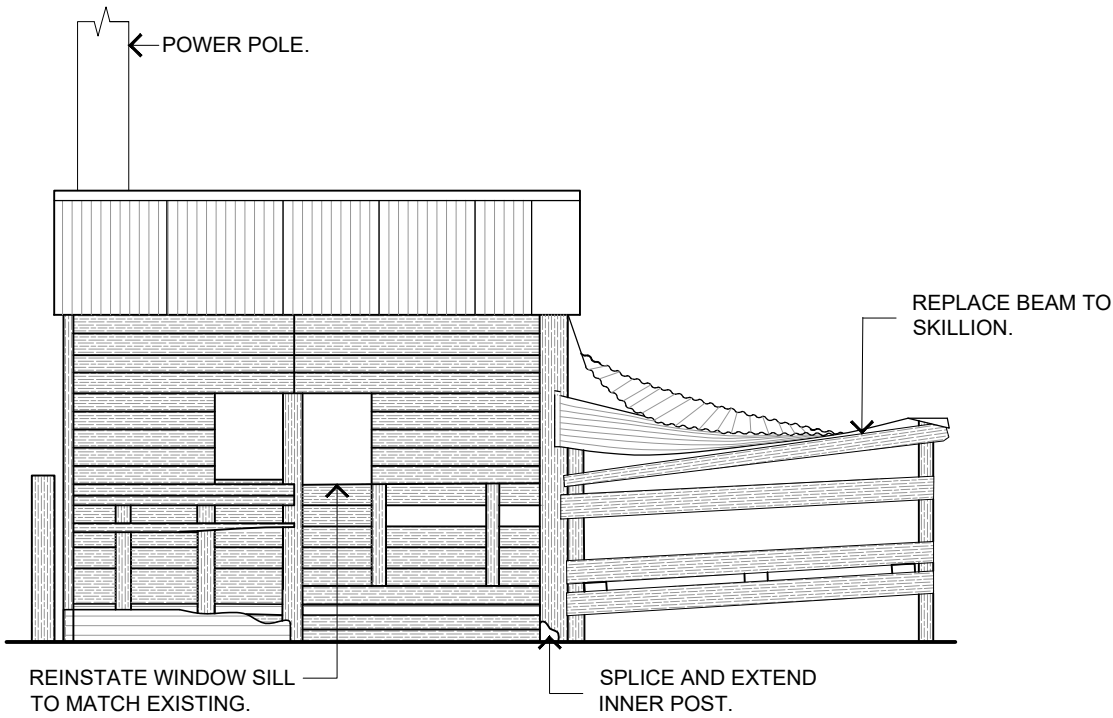 POWER POLE.
REPLACE BEAM TO
SKILLION.
REINSTATE WINDOW SILL
TO MATCH EXISTING.
SPLICE AND EXTEND
INNER POST.